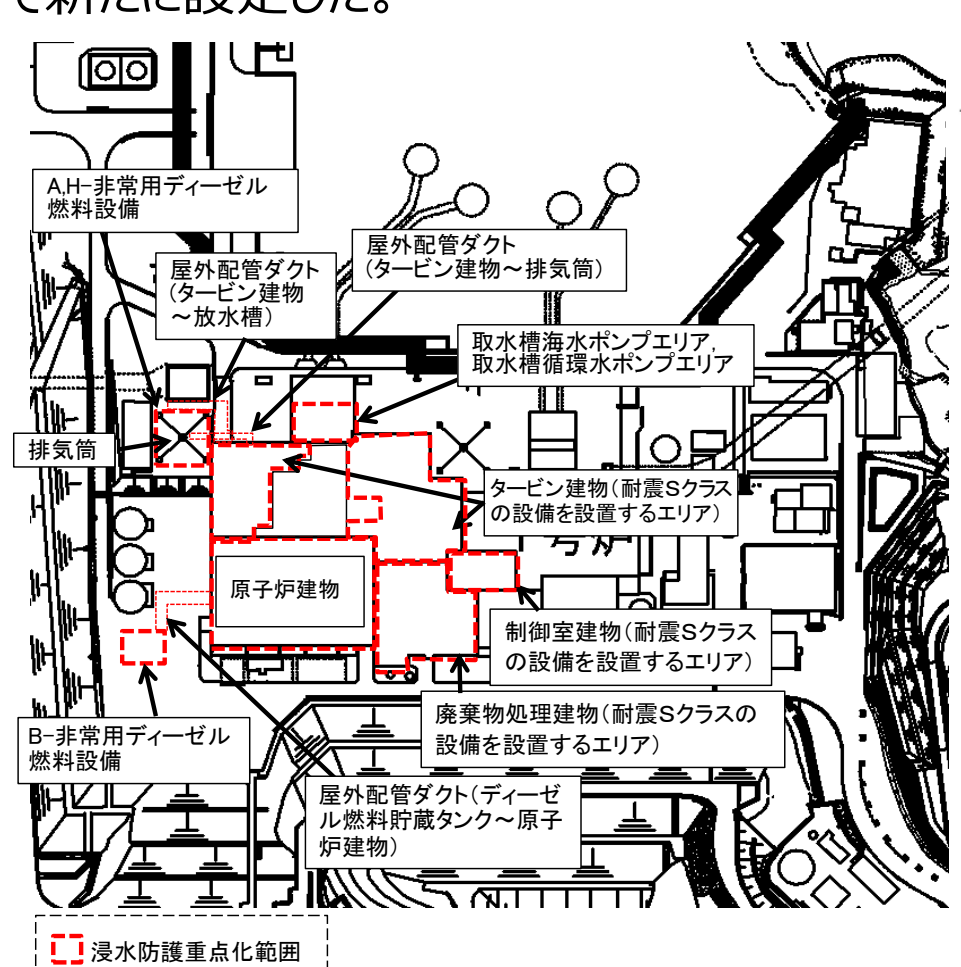 で新たに設定した。
A,H-非常用ディーゼル
燃料設備
屋外配管ダクト
(タービン建物
～放水槽)
屋外配管ダクト
(タービン建物～排気筒)
取水槽海水ポンプエリア,
取水槽循環水ポンプエリア
排気筒
タービン建物(耐震Sクラス
の設備を設置するエリア)
号炉
原子炉建物
制御室建物(耐震Sクラス
の設備を設置するエリア)
廃棄物処理建物(耐震Sクラスの
設備を設置するエリア)
B-非常用ディーゼル
燃料設備
屋外配管ダクト(ディーゼ
ル燃料貯蔵タンク～原子
炉建物)
浸水防護重点化範囲